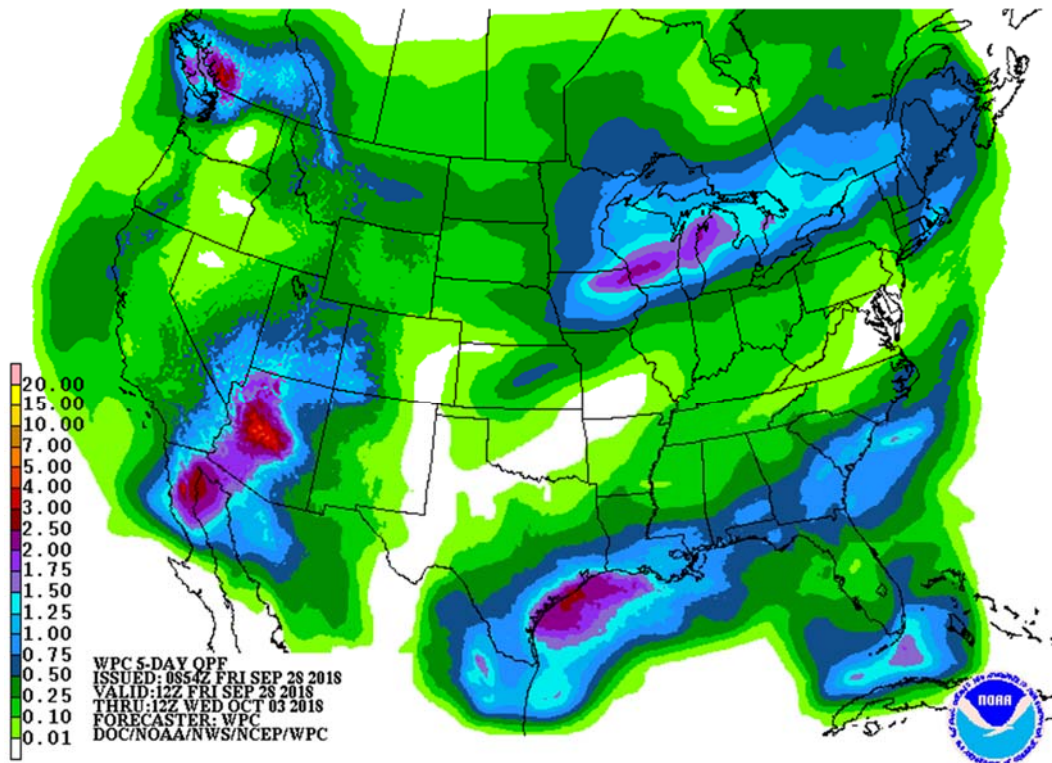 20.00
15.00
10.00
7.00
5.00
4.00
3.00
2.50
2.00
1.75
1.50
1.25
1.00
0.75
0.50
0.25
0.10
0.01
WPC 5-DAY QPF
ISSUED: 0854Z FRI SEP 28 2018
VALID:12Z FRI SEP 28 2018
THRU:12Z WED OCT 03 2018
FORECASTER: WPC
DOC/NOAA/NWS/NCEP/WPC
NOAA